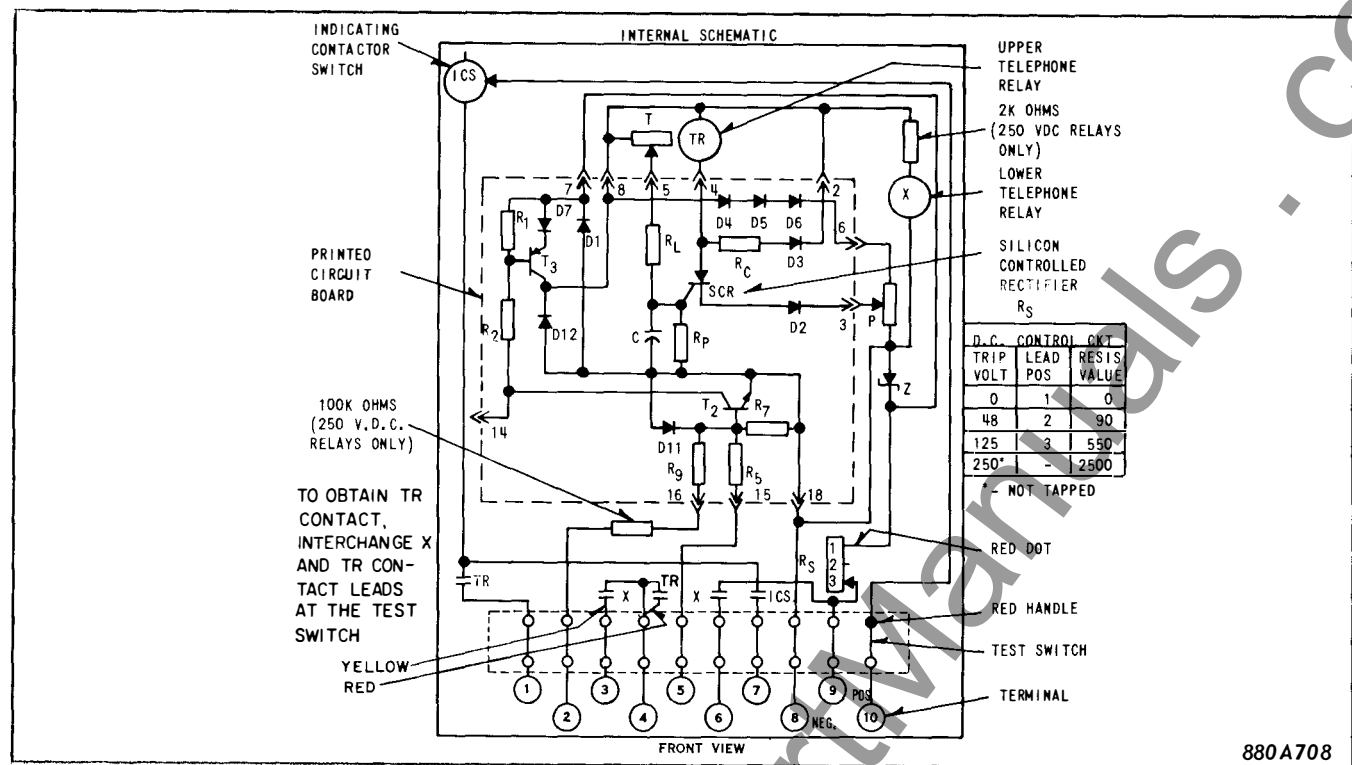 INTERNAL SCHEMATIC
INDICATING
CONTACTOR
SWITCH
ICS
UPPER
TELEPHONE
RELAY
2K OHMS
(250 VDC RELAYS
ONLY)
LOWER
TELEPHONE
RELAY
T
TR
X
7
8
5
4
2
R1
D7
D1
D4
D5
D6
6
RL
T3
RC
D3
PRINTED
CIRCUIT
BOARD
SILICON
CONTROLLED
RECTIFIER
SCR
R2
D12
C
RP
D2
3
P
RS
D.C. CONTROL CKT
TRIP VOLT LEAD POS RESIS VALUE
0 1 0
48 2 90
125 3 550
250* - 2500
*- NOT TAPPED
Z
T2
R7
14
D11
R9
R5
16
15
18
100K OHMS
(250 V.D.C.
RELAYS ONLY)
TO OBTAIN TR
CONTACT,
INTERCHANGE X
AND TR CON-
TACT LEADS
AT THE TEST
SWITCH
RS
1
2
3
RED DOT
TR
X
TR
X
ICS
RED HANDLE
TEST SWITCH
YELLOW
RED
1
2
3
4
5
6
7
8
NEG.
9
POS
10
TERMINAL
FRONT VIEW
880A708